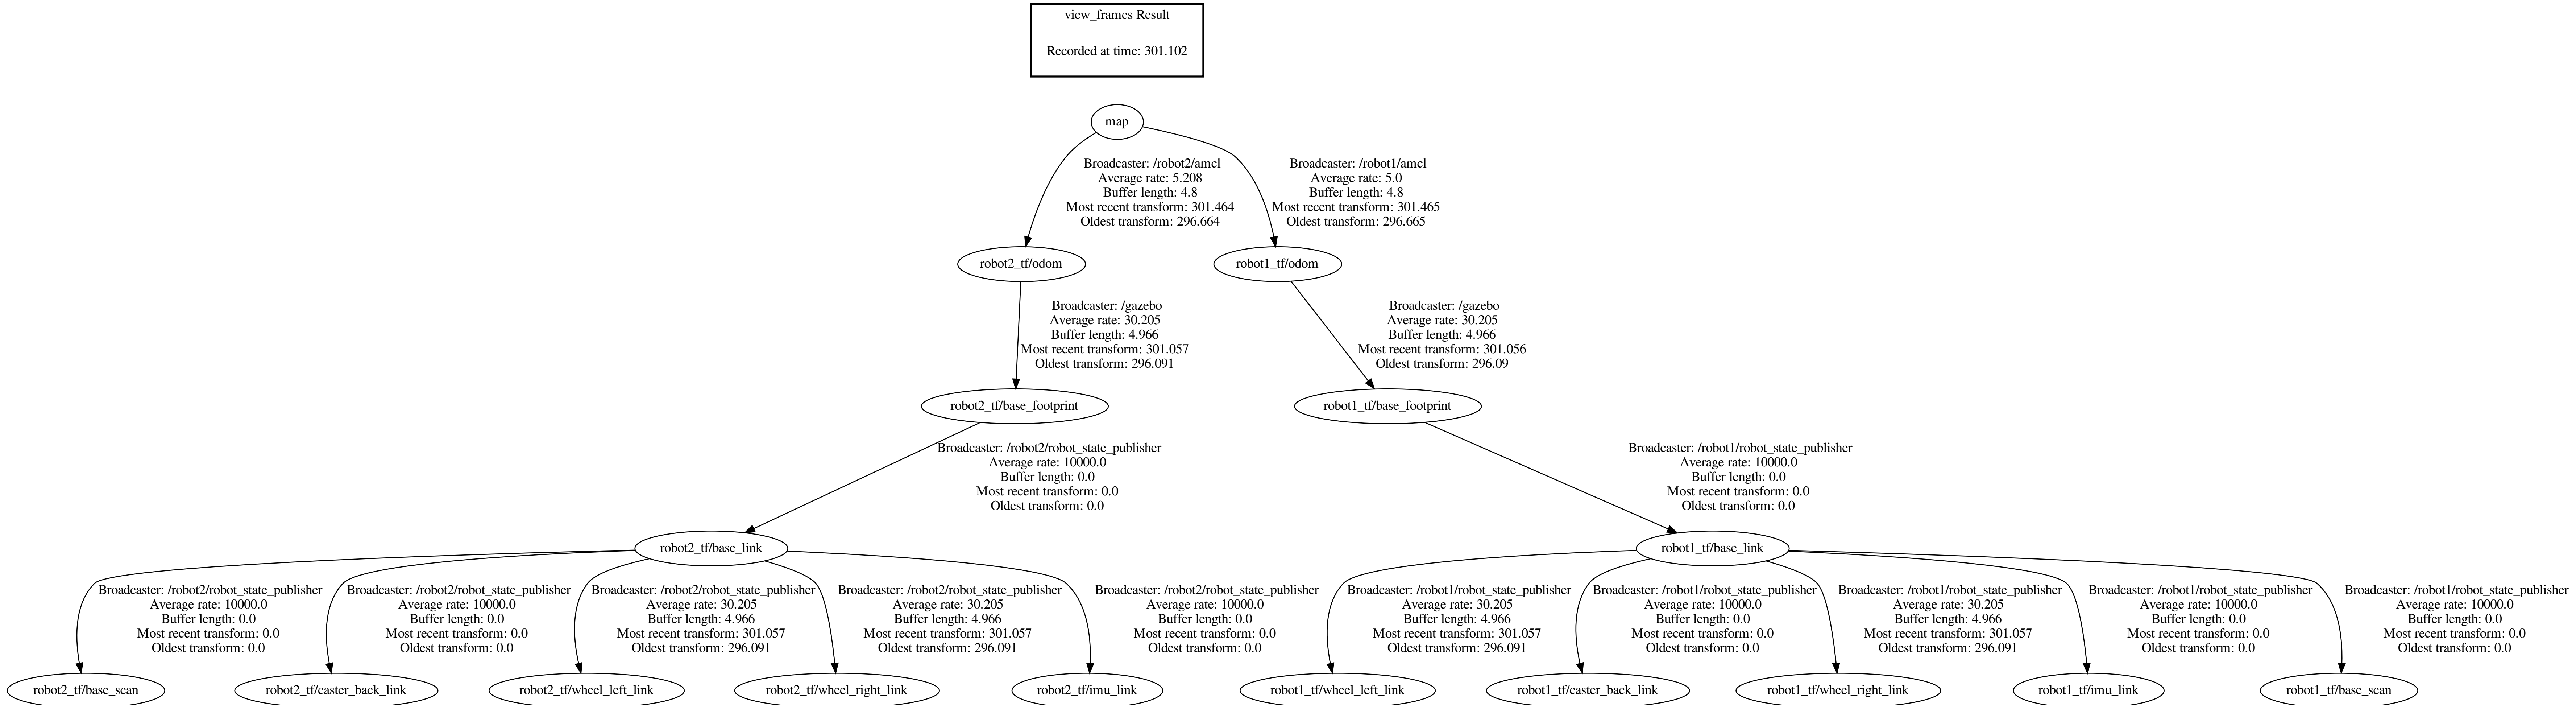 view_frames Result
Recorded at time: 301.102
map
Broadcaster: /robot2/amcl
Average rate: 5.208
Buffer length: 4.8
Most recent transform: 301.464
Oldest transform: 296.664
Broadcaster: /robot1/amcl
Average rate: 5.0
Buffer length: 4.8
Most recent transform: 301.465
Oldest transform: 296.665
robot2_tf/odom
robot1_tf/odom
Broadcaster: /gazebo
Average rate: 30.205
Buffer length: 4.966
Most recent transform: 301.057
Oldest transform: 296.091
Broadcaster: /gazebo
Average rate: 30.205
Buffer length: 4.966
Most recent transform: 301.056
Oldest transform: 296.09
robot2_tf/base_footprint
robot1_tf/base_footprint
Broadcaster: /robot2/robot_state_publisher
Average rate: 10000.0
Buffer length: 0.0
Most recent transform: 0.0
Oldest transform: 0.0
Broadcaster: /robot1/robot_state_publisher
Average rate: 10000.0
Buffer length: 0.0
Most recent transform: 0.0
Oldest transform: 0.0
robot2_tf/base_link
robot1_tf/base_link
Broadcaster: /robot2/robot_state_publisher
Average rate: 10000.0
Buffer length: 0.0
Most recent transform: 0.0
Oldest transform: 0.0
Broadcaster: /robot2/robot_state_publisher
Average rate: 10000.0
Buffer length: 0.0
Most recent transform: 0.0
Oldest transform: 0.0
Broadcaster: /robot2/robot_state_publisher
Average rate: 30.205
Buffer length: 4.966
Most recent transform: 301.057
Oldest transform: 296.091
Broadcaster: /robot2/robot_state_publisher
Average rate: 30.205
Buffer length: 4.966
Most recent transform: 301.057
Oldest transform: 296.091
Broadcaster: /robot2/robot_state_publisher
Average rate: 10000.0
Buffer length: 0.0
Most recent transform: 0.0
Oldest transform: 0.0
Broadcaster: /robot1/robot_state_publisher
Average rate: 30.205
Buffer length: 4.966
Most recent transform: 301.057
Oldest transform: 296.091
Broadcaster: /robot1/robot_state_publisher
Average rate: 10000.0
Buffer length: 0.0
Most recent transform: 0.0
Oldest transform: 0.0
Broadcaster: /robot1/robot_state_publisher
Average rate: 30.205
Buffer length: 4.966
Most recent transform: 301.057
Oldest transform: 296.091
Broadcaster: /robot1/robot_state_publisher
Average rate: 10000.0
Buffer length: 0.0
Most recent transform: 0.0
Oldest transform: 0.0
Broadcaster: /robot1/robot_state_publisher
Average rate: 10000.0
Buffer length: 0.0
Most recent transform: 0.0
Oldest transform: 0.0
robot2_tf/base_scan
robot2_tf/caster_back_link
robot2_tf/wheel_left_link
robot2_tf/wheel_right_link
robot2_tf/imu_link
robot1_tf/wheel_left_link
robot1_tf/caster_back_link
robot1_tf/wheel_right_link
robot1_tf/imu_link
robot1_tf/base_scan